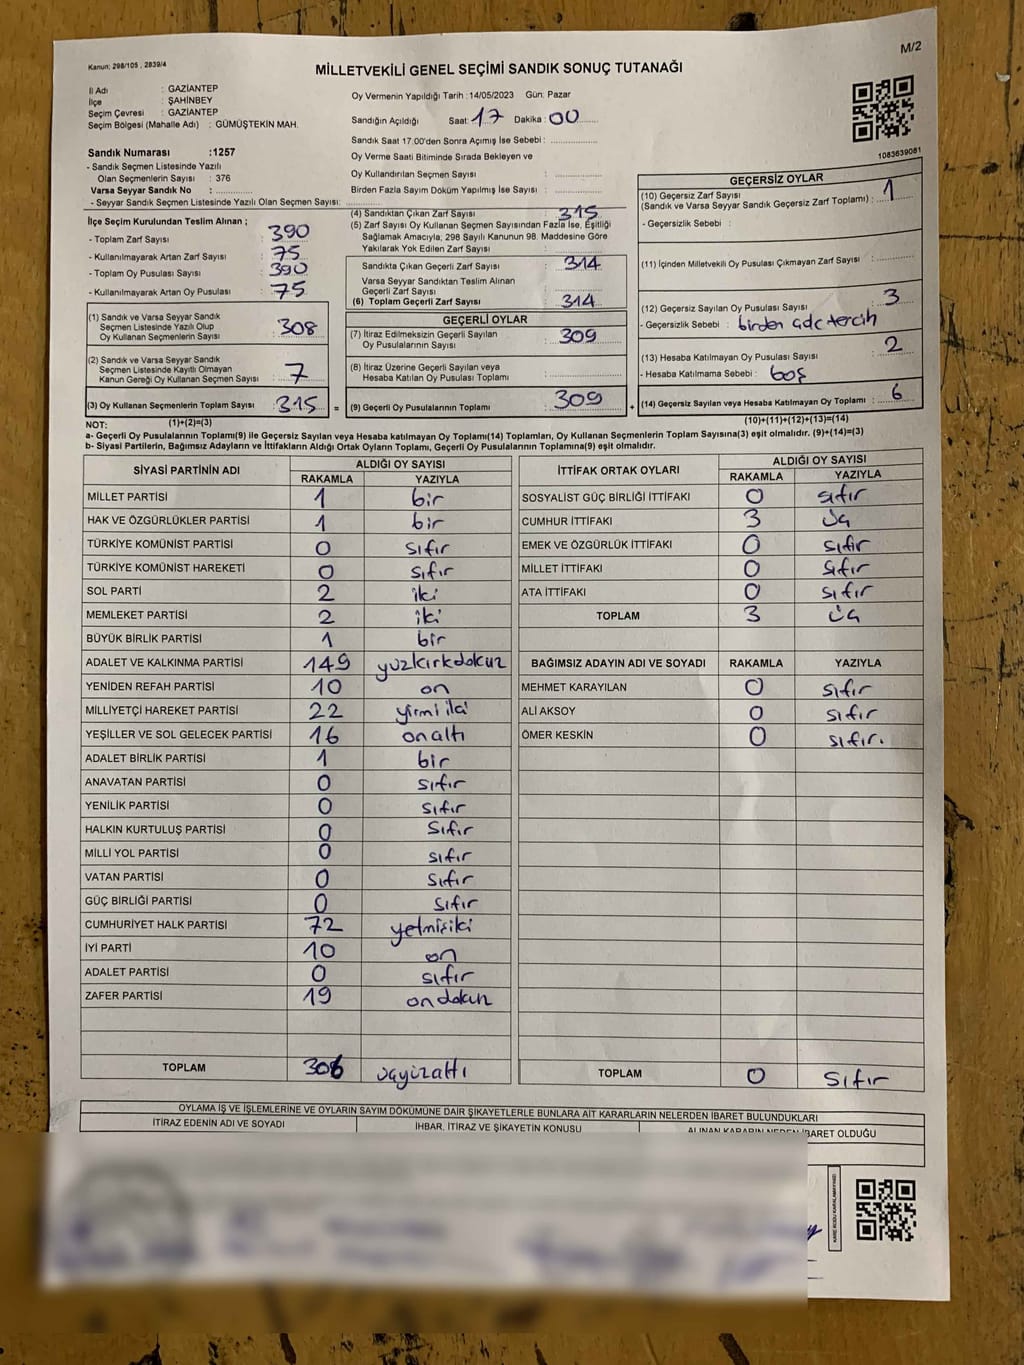 M/2
Kanun: 298/105 , 2839/4
MİLLETVEKİLİ GENEL SEÇİMİ SANDIK SONUÇ TUTANAĞI
İl Adı : GAZİANTEP
İlçe : ŞAHİNBEY
Seçim Çevresi : GAZİANTEP
Seçim Bölgesi (Mahalle Adı) : GÜMÜŞTEKİN MAH.
Oy Vermenin Yapıldığı Tarih :14/05/2023 Gün: Pazar
Sandığın Açıldığı Saat: 17 Dakika: 00
Sandık Saat 17.00'den Sonra Açılmış İse Sebebi :
Oy Verme Saati Bitiminde Sırada Bekleyen ve
Oy Kullandırılan Seçmen Sayısı :
Birden Fazla Sayım Döküm Yapılmış İse Sayısı :
1083639081
Sandık Numarası :1257
- Sandık Seçmen Listesinde Yazılı
Olan Seçmenlerin Sayısı : 376
Varsa Seyyar Sandık No :
- Seyyar Sandık Seçmen Listesinde Yazılı Olan Seçmen Sayısı:
İlçe Seçim Kurulundan Teslim Alınan ;
- Toplam Zarf Sayısı : 390
- Kullanılmayarak Artan Zarf Sayısı : 75
- Toplam Oy Pusulası Sayısı : 390
- Kullanılmayarak Artan Oy Pusulası : 75
(1) Sandık ve Varsa Seyyar Sandık
Seçmen Listesinde Yazılı Olup
Oy Kullanan Seçmenlerin Sayısı : 308
(2) Sandık ve Varsa Seyyar Sandık
Seçmen Listesinde Kayıtlı Olmayan
Kanun Gereği Oy Kullanan Seçmen Sayısı : 7
(3) Oy Kullanan Seçmenlerin Toplam Sayısı : 315 =
(4) Sandıktan Çıkan Zarf Sayısı : 315
(5) Zarf Sayısı Oy Kullanan Seçmen Sayısından Fazla İse, Eşitliği
Sağlamak Amacıyla; 298 Sayılı Kanunun 98. Maddesine Göre
Yakılarak Yok Edilen Zarf Sayısı :
Sandıkta Çıkan Geçerli Zarf Sayısı : 314
Varsa Seyyar Sandıktan Teslim Alınan
Geçerli Zarf Sayısı :
(6) Toplam Geçerli Zarf Sayısı : 314
GEÇERLİ OYLAR
(7) İtiraz Edilmeksizin Geçerli Sayılan
Oy Pusulalarının Sayısı : 309
(8) İtiraz Üzerine Geçerli Sayılan veya
Hesaba Katılan Oy Pusulası Toplamı :
(9) Geçerli Oy Pusulalarının Toplamı : 309 +
GEÇERSİZ OYLAR
(10) Geçersiz Zarf Sayısı
(Sandık ve Varsa Seyyar Sandık Geçersiz Zarf Toplamı) : 1
- Geçersizlik Sebebi :
(11) İçinden Milletvekili Oy Pusulası Çıkmayan Zarf Sayısı :
(12) Geçersiz Sayılan Oy Pusulası Sayısı : 3
- Geçersizlik Sebebi : birden adc tercih
(13) Hesaba Katılmayan Oy Pusulası Sayısı : 2
- Hesaba Katılmama Sebebi : boş
(14) Geçersiz Sayılan veya Hesaba Katılmayan Oy Toplamı : 6
NOT: (1)+(2)=(3) (10)+(11)+(12)+(13)=(14)
a- Geçerli Oy Pusulalarının Toplamı(9) ile Geçersiz Sayılan veya Hesaba katılmayan Oy Toplamı(14) Toplamları, Oy Kullanan Seçmenlerin Toplam Sayısına(3) eşit olmalıdır. (9)+(14)=(3)
b- Siyasi Partilerin, Bağımsız Adayların ve İttifakların Aldığı Ortak Oyların Toplamı, Geçerli Oy Pusulalarının Toplamına(9) eşit olmalıdır.
SİYASİ PARTİNİN ADI ALDIĞI OY SAYISI
RAKAMLA YAZIYLA
MİLLET PARTİSİ 1 bir
HAK VE ÖZGÜRLÜKLER PARTİSİ 1 bir
TÜRKİYE KOMÜNİST PARTİSİ 0 sıfır
TÜRKİYE KOMÜNİST HAREKETİ 0 sıfır
SOL PARTİ 2 iki
MEMLEKET PARTİSİ 2 iki
BÜYÜK BİRLİK PARTİSİ 1 bir
ADALET VE KALKINMA PARTİSİ 149 yüzkırkdokuz
YENİDEN REFAH PARTİSİ 10 on
MİLLİYETÇİ HAREKET PARTİSİ 22 yirmi iki
YEŞİLLER VE SOL GELECEK PARTİSİ 16 onaltı
ADALET BİRLİK PARTİSİ 1 bir
ANAVATAN PARTİSİ 0 sıfır
YENİLİK PARTİSİ 0 sıfır
HALKIN KURTULUŞ PARTİSİ 0 sıfır
MİLLİ YOL PARTİSİ 0 sıfır
VATAN PARTİSİ 0 sıfır
GÜÇ BİRLİĞİ PARTİSİ 0 sıfır
CUMHURİYET HALK PARTİSİ 72 yetmişiki
İYİ PARTİ 10 on
ADALET PARTİSİ 0 sıfır
ZAFER PARTİSİ 19 ondokuz
TOPLAM 306 üçyüzaltı
İTTİFAK ORTAK OYLARI ALDIĞI OY SAYISI
RAKAMLA YAZIYLA
SOSYALİST GÜÇ BİRLİĞİ İTTİFAKI 0 sıfır
CUMHUR İTTİFAKI 3 üç
EMEK VE ÖZGÜRLÜK İTTİFAKI 0 sıfır
MİLLET İTTİFAKI 0 sıfır
ATA İTTİFAKI 0 sıfır
TOPLAM 3 üç
BAĞIMSIZ ADAYIN ADI VE SOYADI RAKAMLA YAZIYLA
MEHMET KARAYILAN 0 sıfır
ALİ AKSOY 0 sıfır
ÖMER KESKİN 0 sıfır.
TOPLAM 0 sıfır
OYLAMA İŞ VE İŞLEMLERİNE VE OYLARIN SAYIM DÖKÜMÜNE DAİR ŞİKAYETLERLE BUNLARA AİT KARARLARIN NELERDEN İBARET BULUNDUKLARI
İTİRAZ EDENİN ADI VE SOYADI İHBAR, İTİRAZ VE ŞİKAYETİN KONUSU ALINAN KARARIN NEDEN İBARET OLDUĞU
KARE KODU KARALAMAYINIZ!